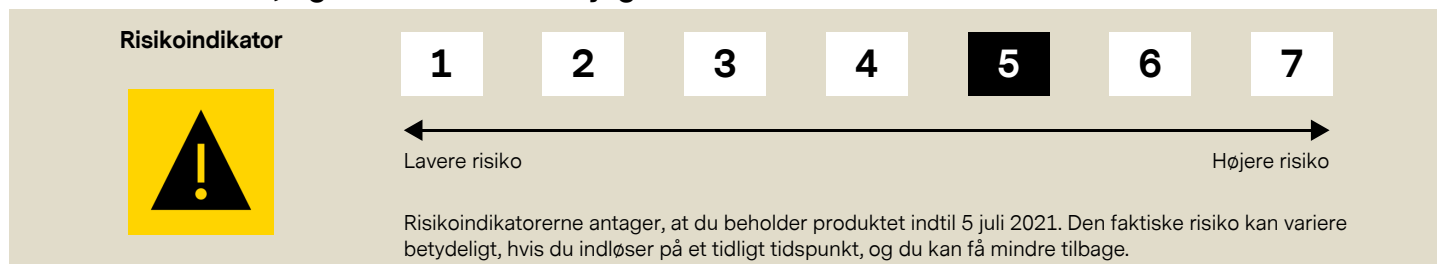 Risikoindikator
1 2 3 4 5 6 7
Lavere risiko Højere risiko
Risikoindikatorerne antager, at du beholder produktet indtil 5 juli 2021. Den faktiske risiko kan variere
betydeligt, hvis du indløser på et tidligt tidspunkt, og du kan få mindre tilbage.